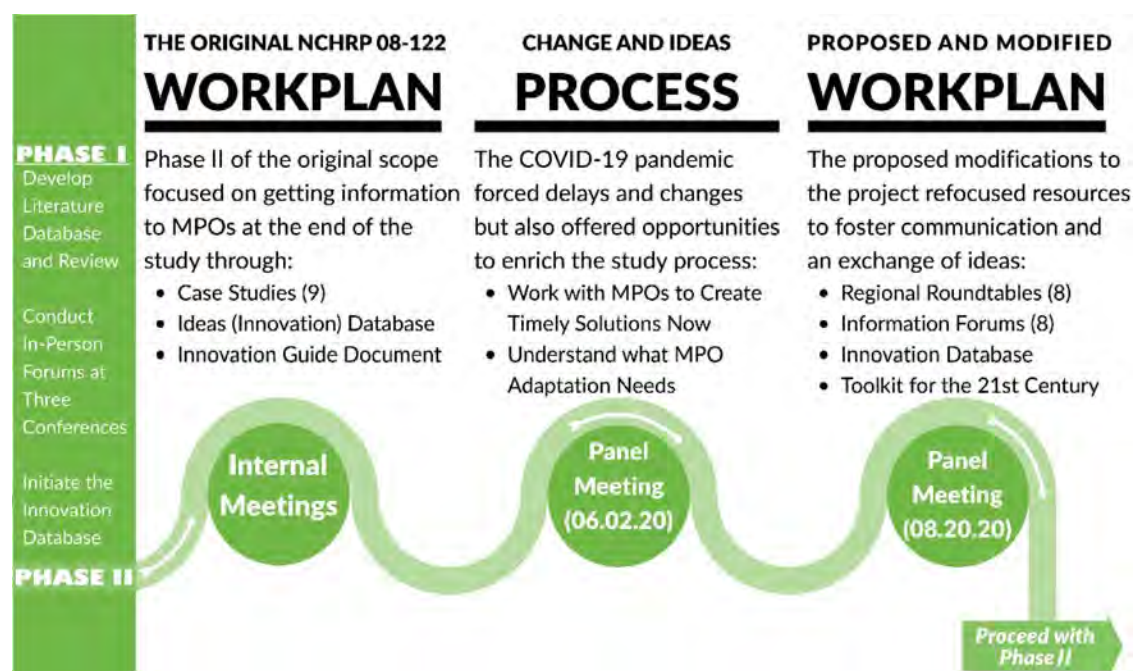 PHASE I
Develop
Literature
Database
and Review
Conduct
In-Person
Forums at
Three
Conferences
Initiate the
Innovation
Database
PHASE II
THE ORIGINAL NCHRP 08-122
WORKPLAN
Phase II of the original scope
focused on getting information
to MPOs at the end of the
study through:
• Case Studies (9)
• Ideas (Innovation) Database
• Innovation Guide Document
CHANGE AND IDEAS
PROCESS
The COVID-19 pandemic
forced delays and changes
but also offered opportunities
to enrich the study process:
• Work with MPOs to Create
Timely Solutions Now
• Understand what MPO
Adaptation Needs
PROPOSED AND MODIFIED
WORKPLAN
The proposed modifications to
the project refocused resources
to foster communication and
an exchange of ideas:
• Regional Roundtables (8)
• Information Forums (8)
• Innovation Database
• Toolkit for the 21st Century
Internal
Meetings
Panel
Meeting
(06.02.20)
Panel
Meeting
(08.20.20)
Proceed with
Phase II